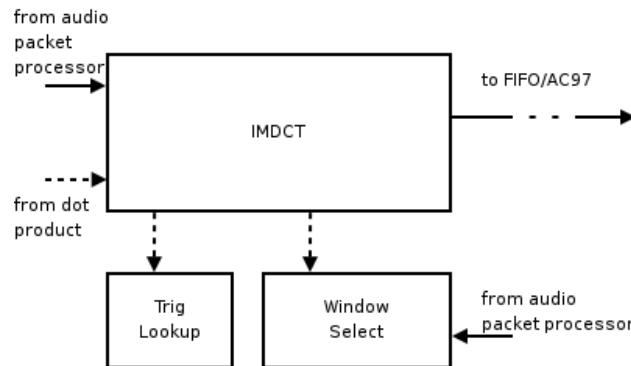 from audio
packet
processor
to FIFO/AC97
IMDCT
from dot
product
Trig
Lookup
Window
Select
from audio
packet processor